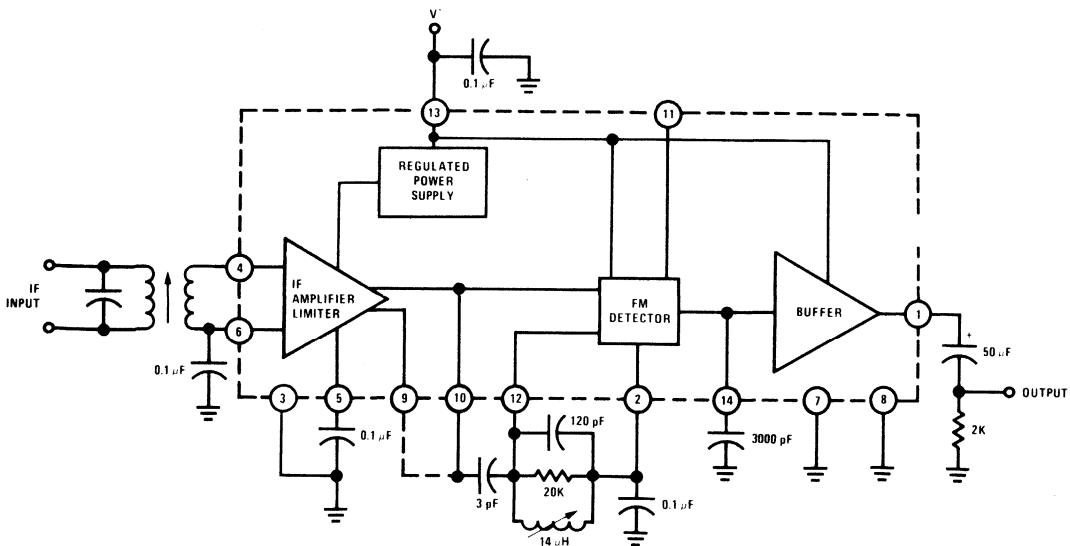 V+
0.1 μF
13
11
REGULATED
POWER
SUPPLY
4
IF
INPUT
IF
AMPLIFIER
LIMITER
FM
DETECTOR
BUFFER
1
6
+
50 μF
0.1 μF
3
5
9
10
12
2
14
7
8
OUTPUT
0.1 μF
120 pF
3000 pF
2K
3 pF
20K
0.1 μF
14 μH